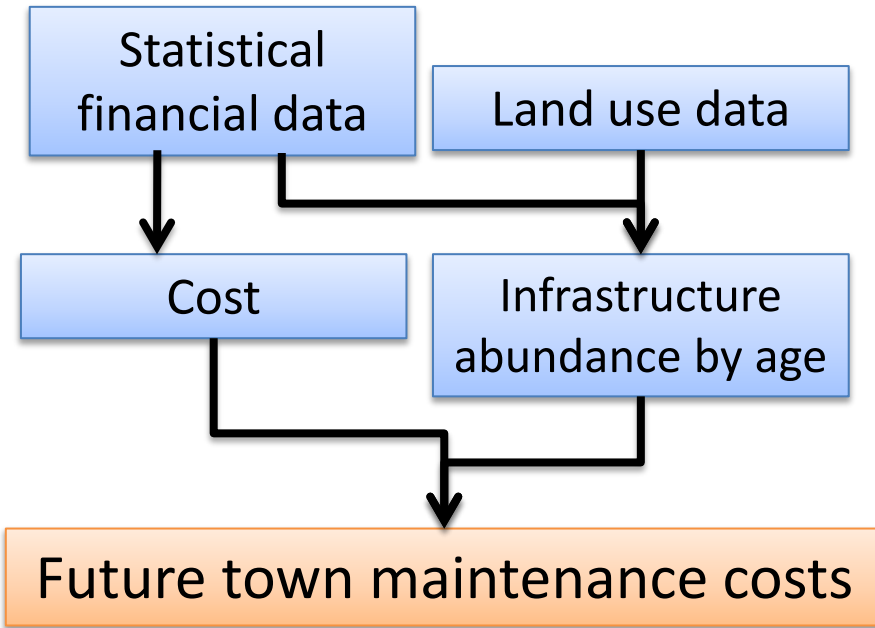 Statistical
financial data
Land use data
Cost
Infrastructure
abundance by age
Future town maintenance costs